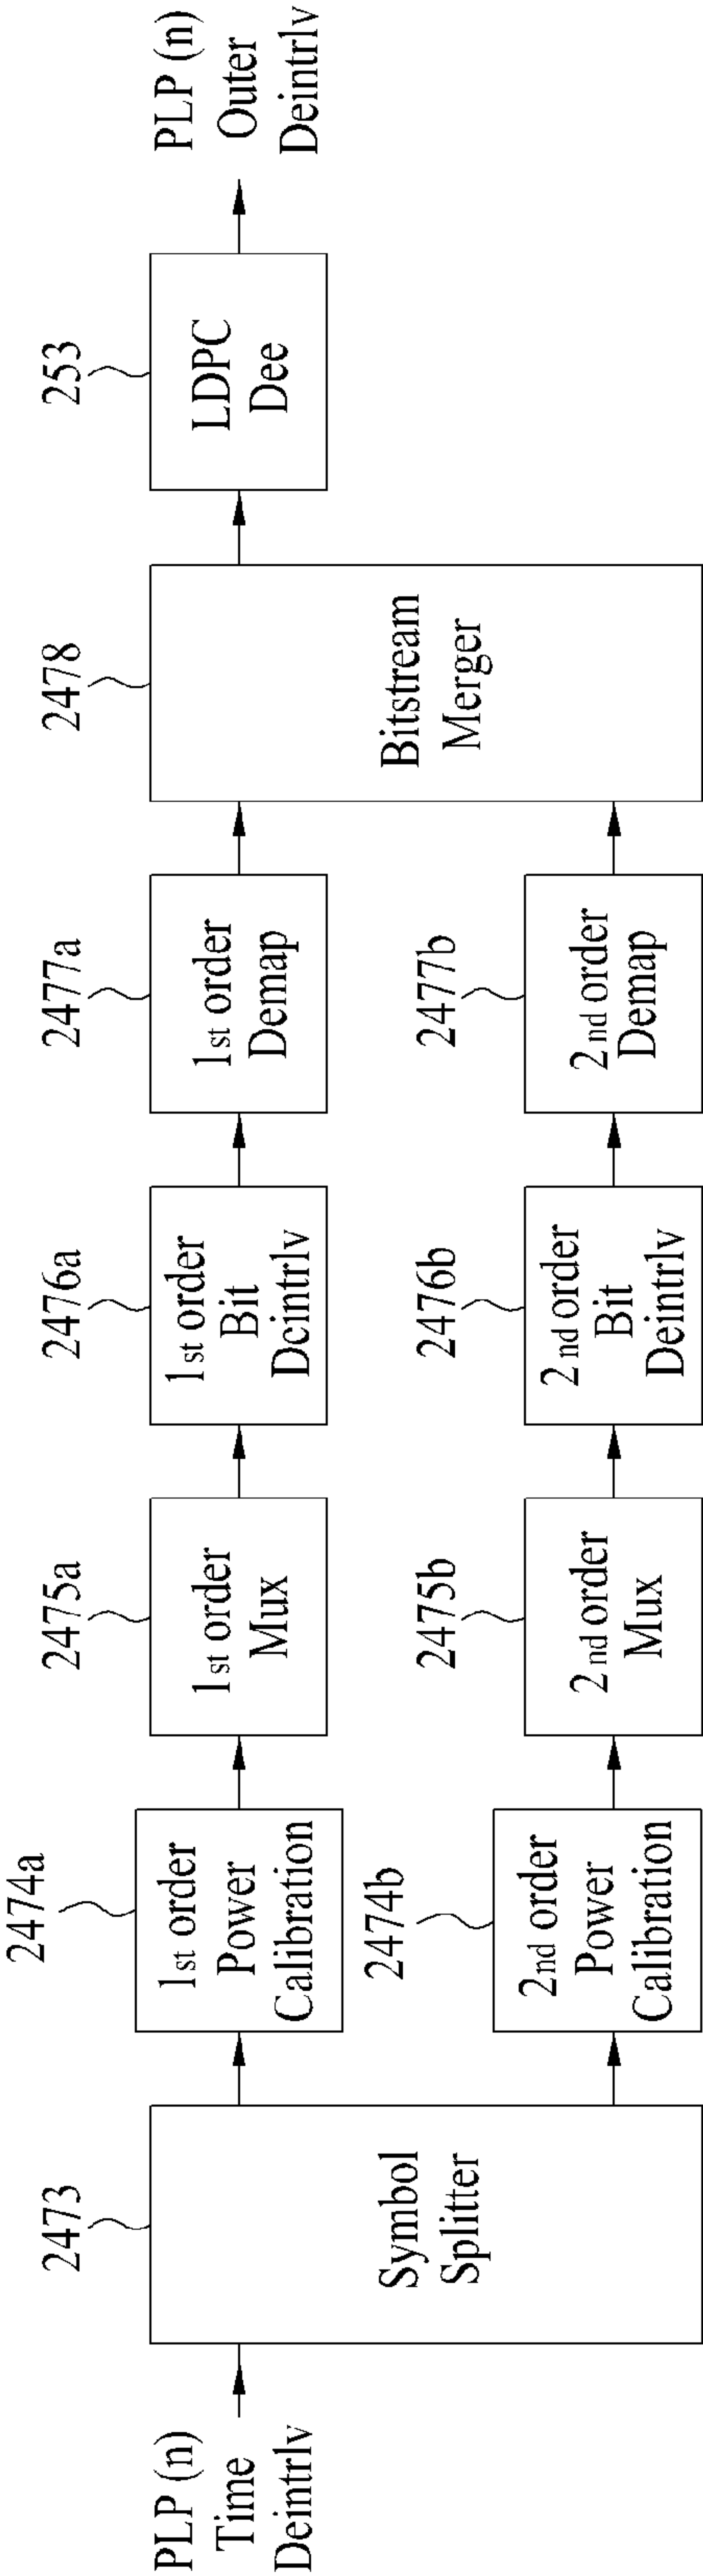 PLP (n)
Time
Deintrlv
2473
Symbol
Splitter
2474a
1st order
Power
Calibration
2475a
1st order
Mux
2476a
1st order
Bit
Dcintrlv
2477a
1st order
Demap
2474b
2nd order
Power
Calibration
2475b
2nd order
Mux
2476b
2nd order
Bit
Deintrlv
2477b
2nd order
Demap
2478
Bitstream
Merger
253
LDPC
Dee
PLP (n)
Outer
Deintrlv